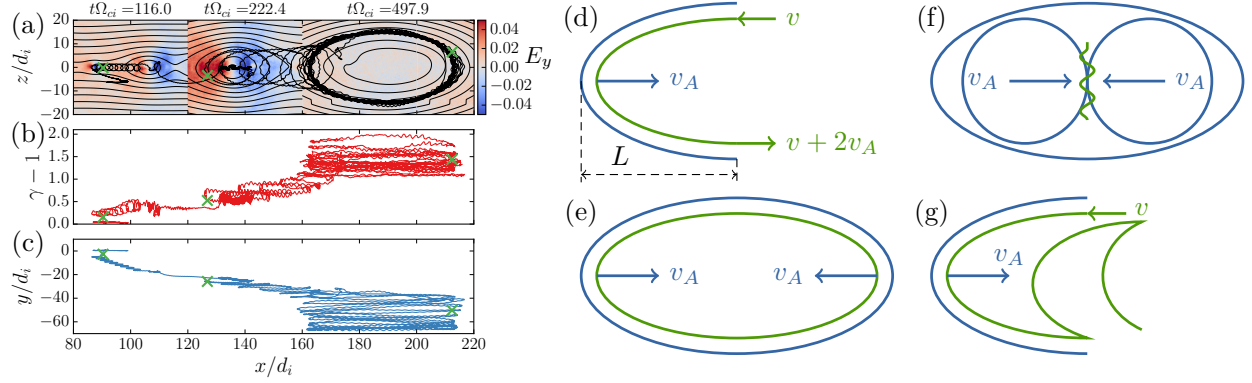 tΩci = 116.0 tΩci = 222.4 tΩci = 497.9
(a)
z/di
20
10
0
−10
−20
0.04
0.02
0.00
−0.02
−0.04
Ey
(b)
γ − 1
2.0
1.5
1.0
0.5
0.0
(c)
y/di
0
−20
−40
−60
80 100 120 140 160 180 200 220
x/di
(d)
v
vA
v + 2vA
L
(e)
vA vA
(f)
vA vA
(g)
v
vA